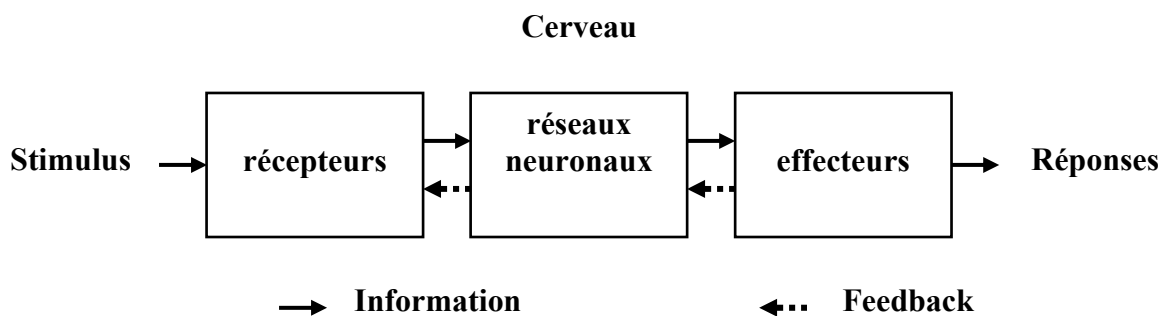 Cerveau
Stimulus
récepteurs
réseaux
neuronaux
effecteurs
Réponses
Information
Feedback